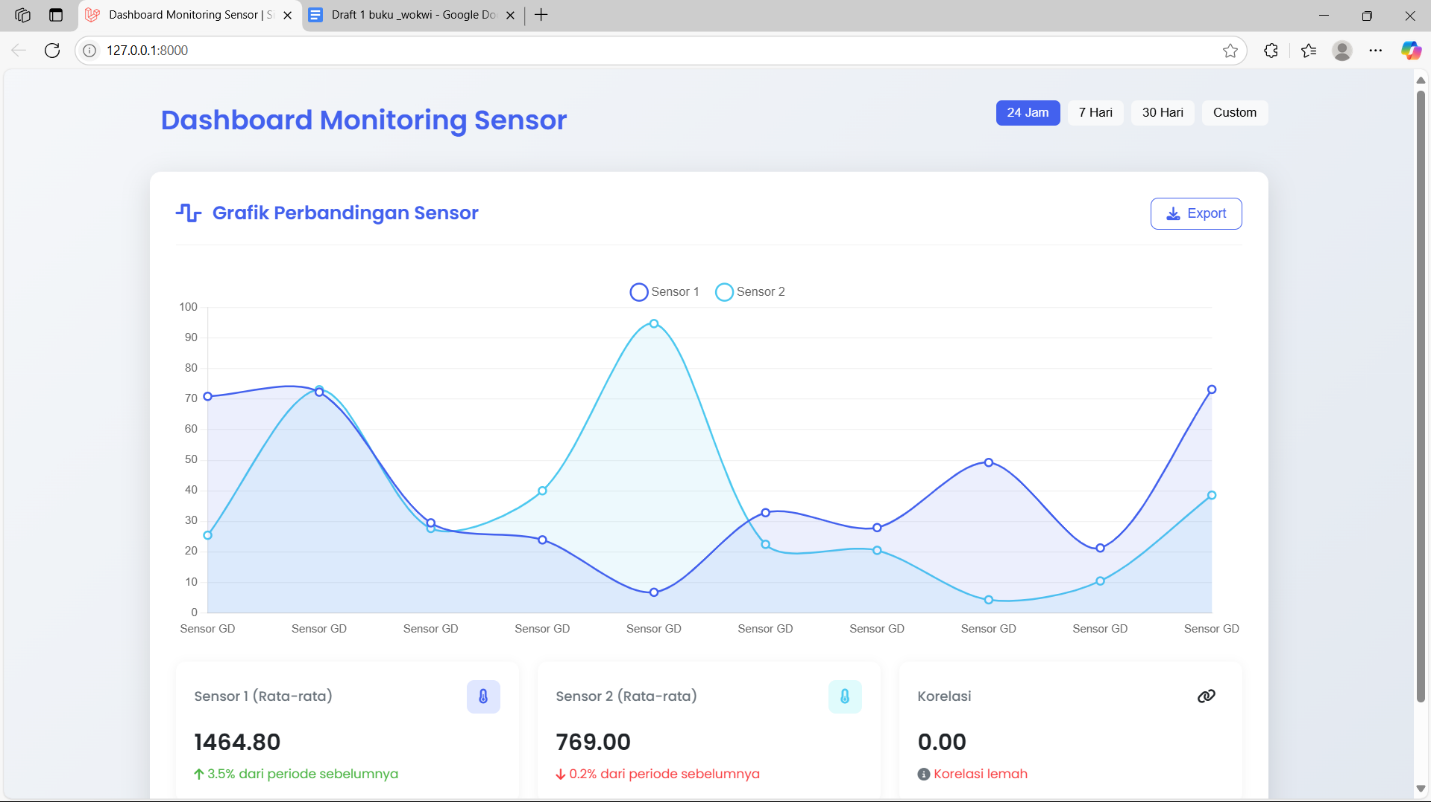 Dashboard Monitoring Sensor | S
Draft 1 buku _wokwi - Google Do
127.0.0.1:8000
Dashboard Monitoring Sensor
24 Jam 7 Hari 30 Hari Custom
Grafik Perbandingan Sensor
Export
Sensor 1 Sensor 2
100
90
80
70
60
50
40
30
20
10
0
Sensor GD Sensor GD Sensor GD Sensor GD Sensor GD Sensor GD Sensor GD Sensor GD Sensor GD Sensor GD
Sensor 1 (Rata-rata)
1464.80
3.5% dari periode sebelumnya
Sensor 2 (Rata-rata)
769.00
0.2% dari periode sebelumnya
Korelasi
0.00
Korelasi lemah